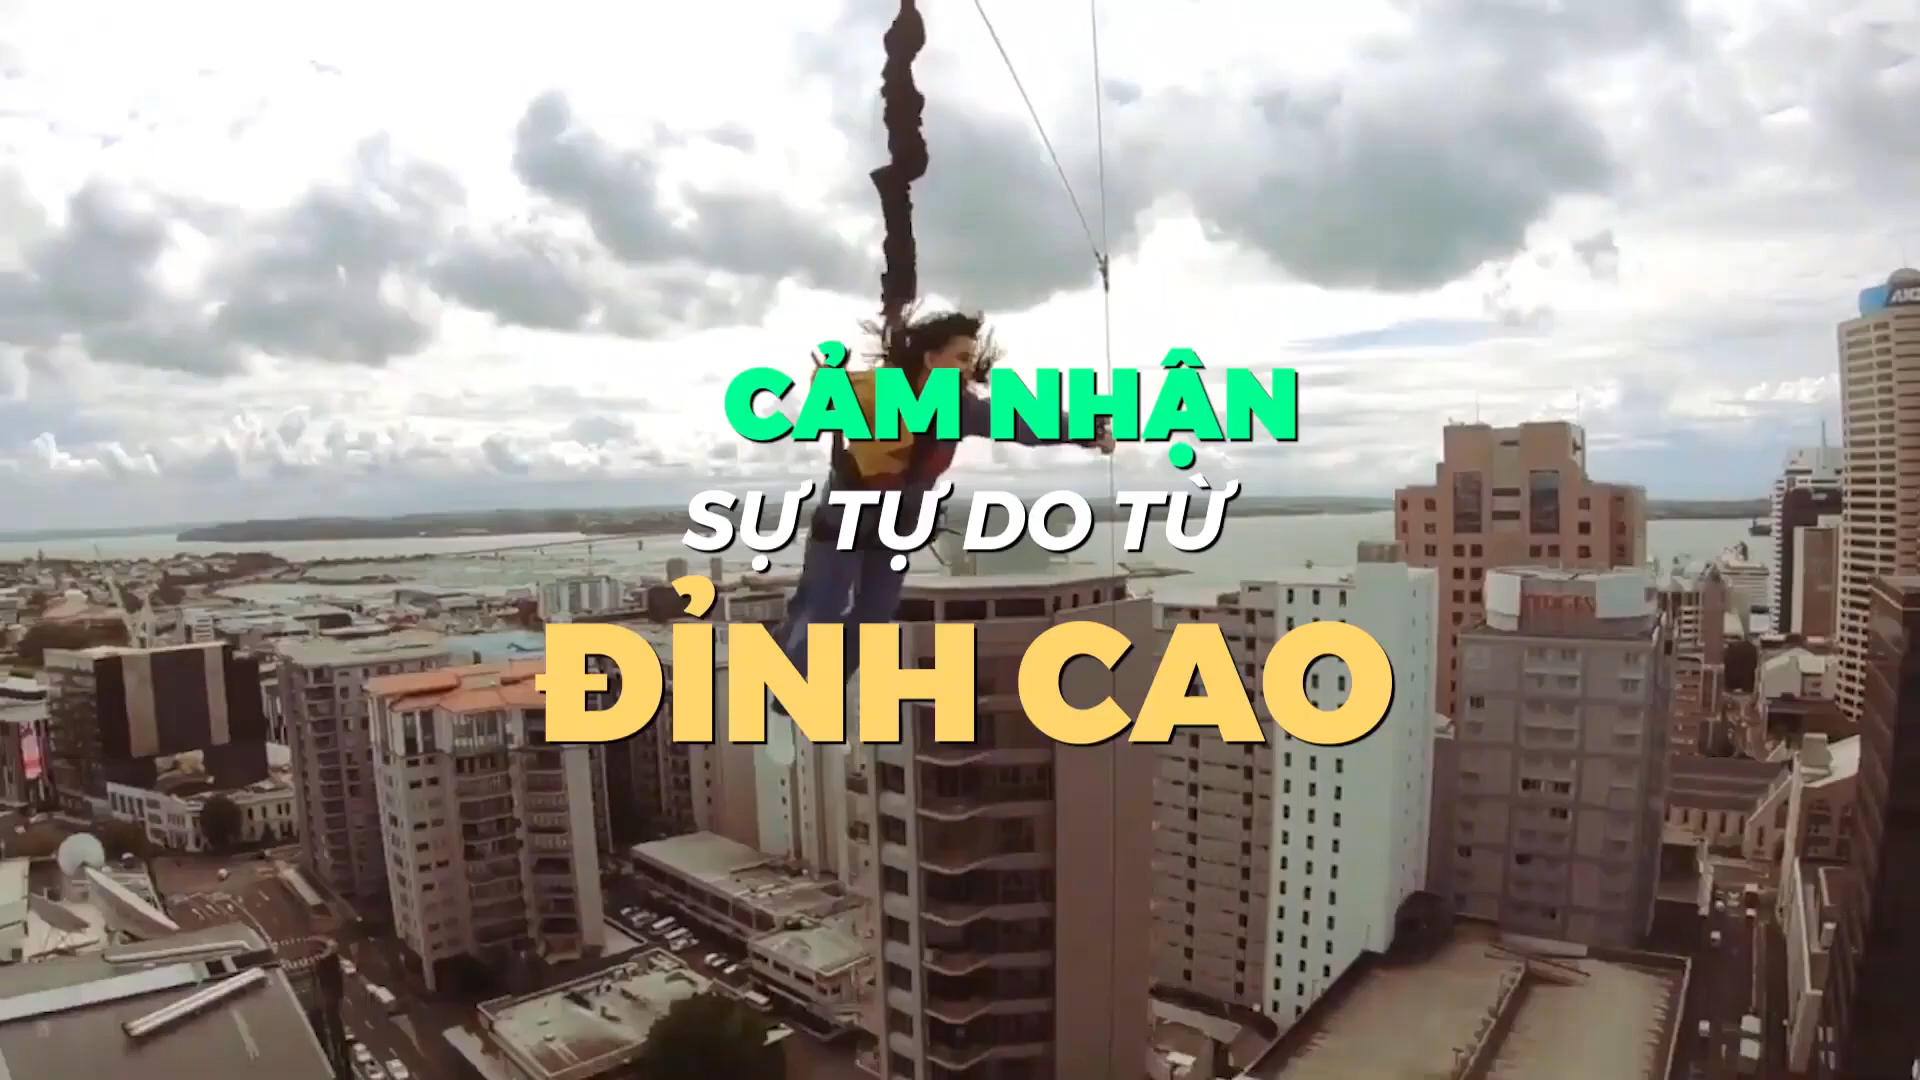 CẢM NHẬN
SỰ TỰ DO TỪ
ĐỈNH CAO